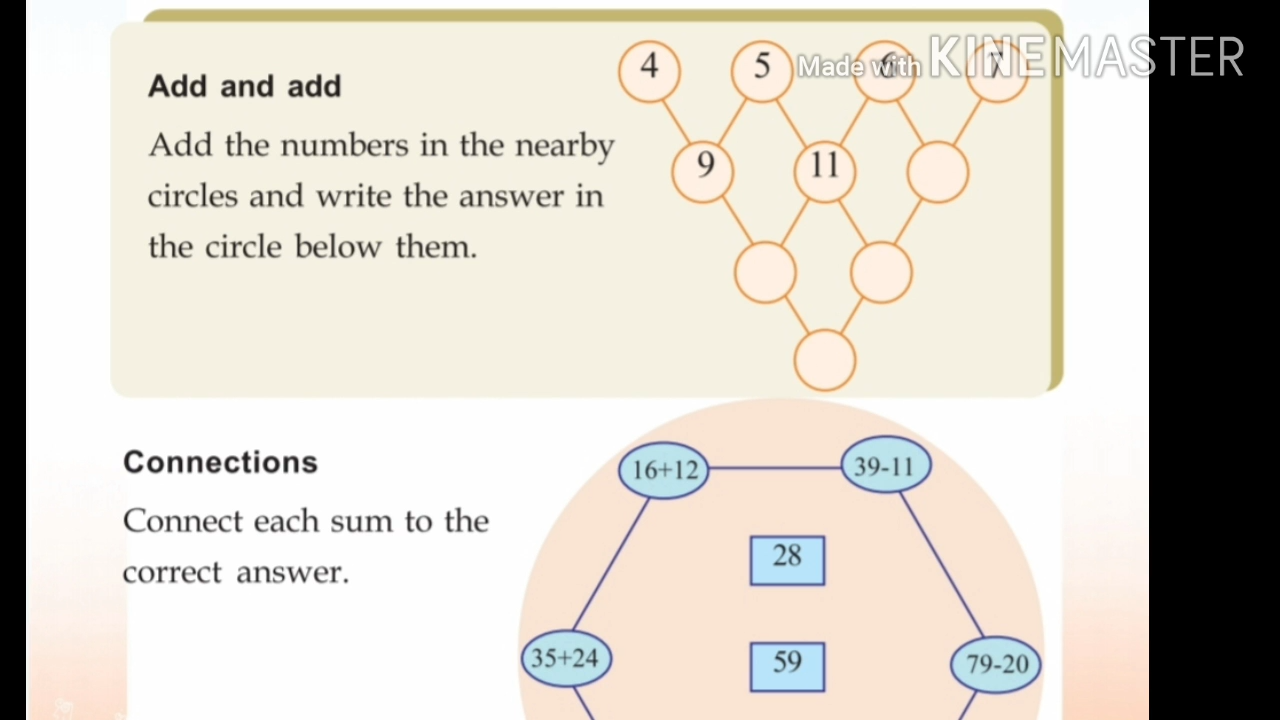 Add and add
Add the numbers in the nearby
circles and write the answer in
the circle below them.
4 5 6 7
Made with KINEMASTER
9 11
Connections
Connect each sum to the
correct answer.
16+12 39-11
28
35+24 59 79-20